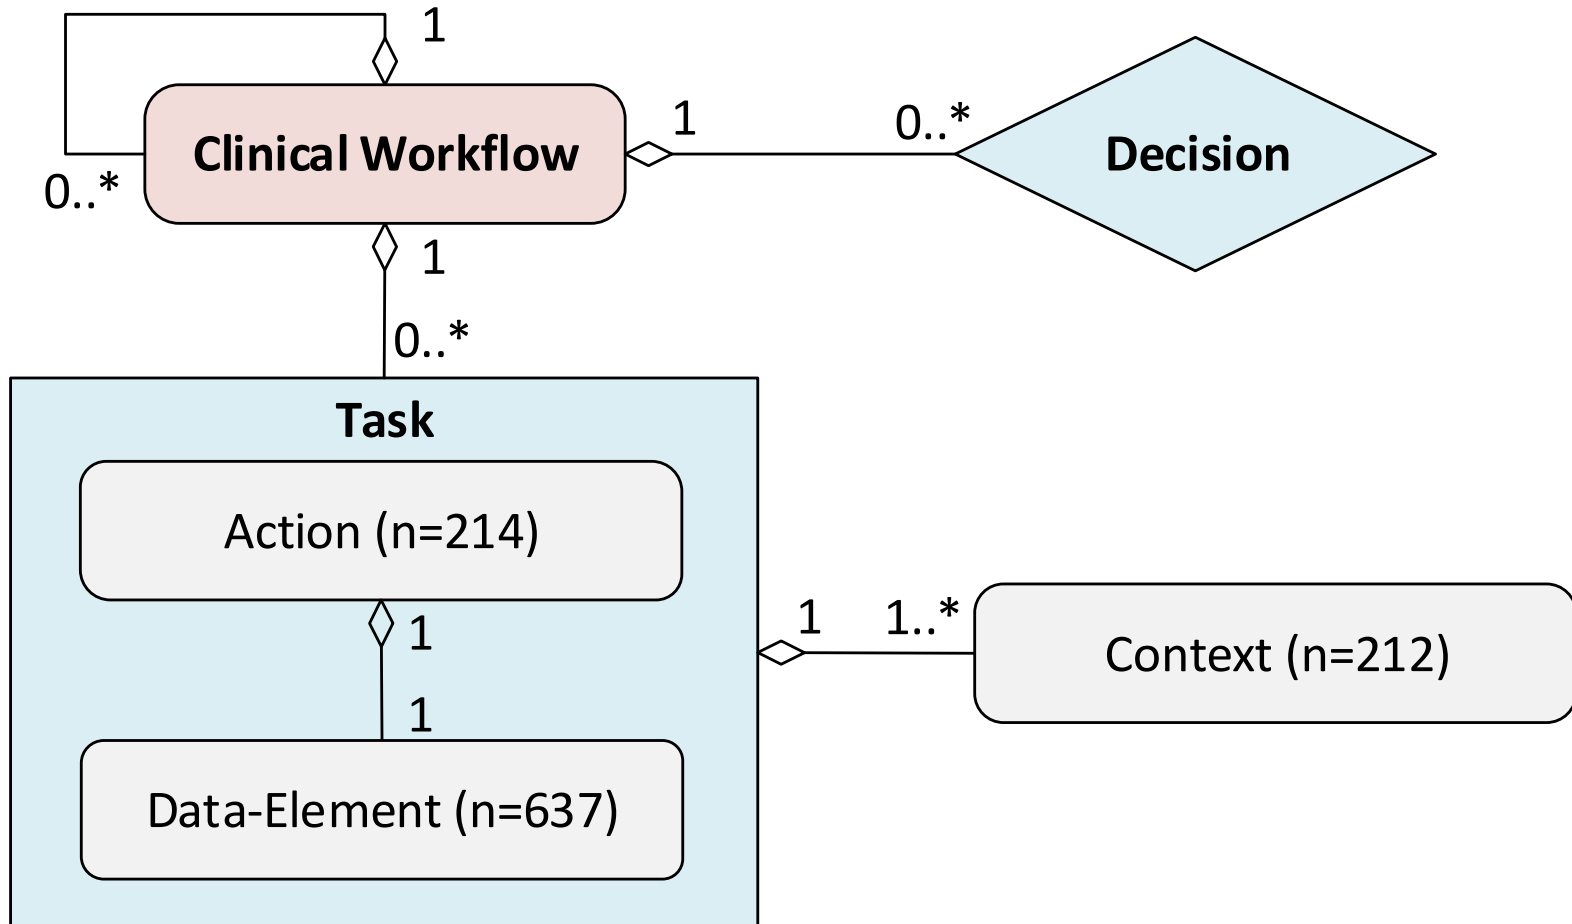 1
Clinical Workflow
0..*
1
0..*
Decision
1
0..*
Task
Action (n=214)
1
1
Data-Element (n=637)
1
1..*
Context (n=212)